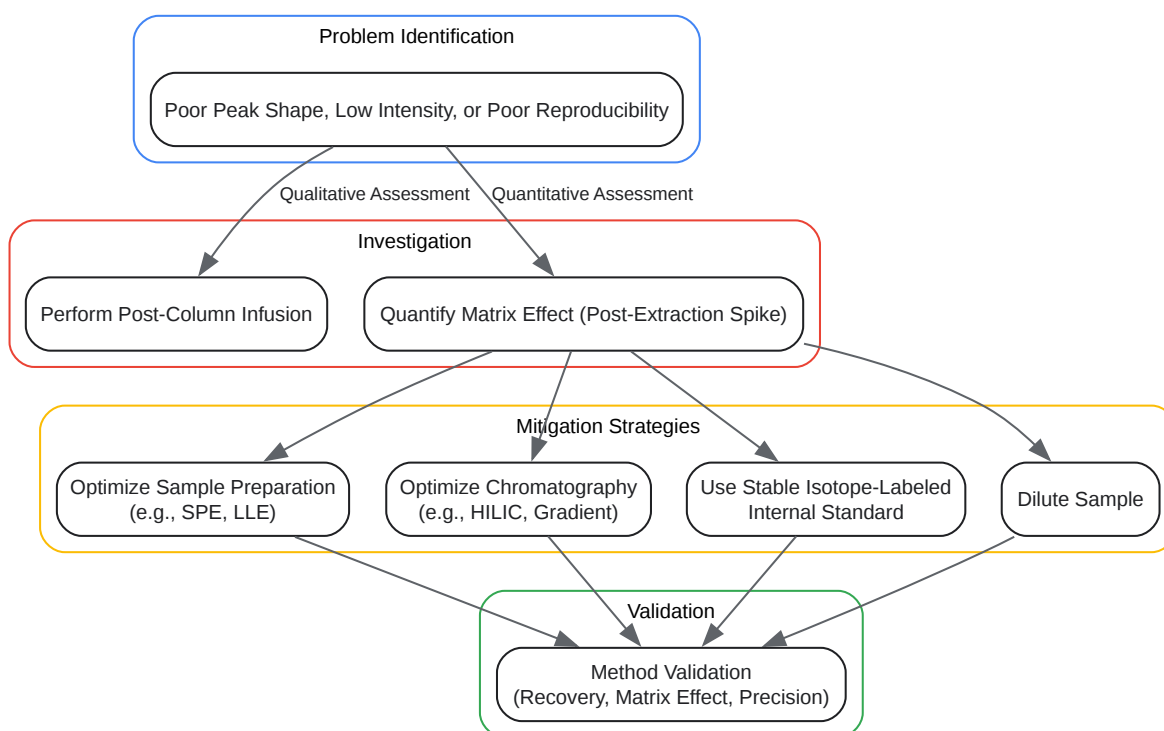 Problem Identification
Poor Peak Shape, Low Intensity, or Poor Reproducibility
Qualitative Assessment
Quantitative Assessment
Investigation
Perform Post-Column Infusion
Quantify Matrix Effect (Post-Extraction Spike)
Mitigation Strategies
Optimize Sample Preparation
(e.g., SPE, LLE)
Optimize Chromatography
(e.g., HILIC, Gradient)
Use Stable Isotope-Labeled
Internal Standard
Dilute Sample
Validation
Method Validation
(Recovery, Matrix Effect, Precision)